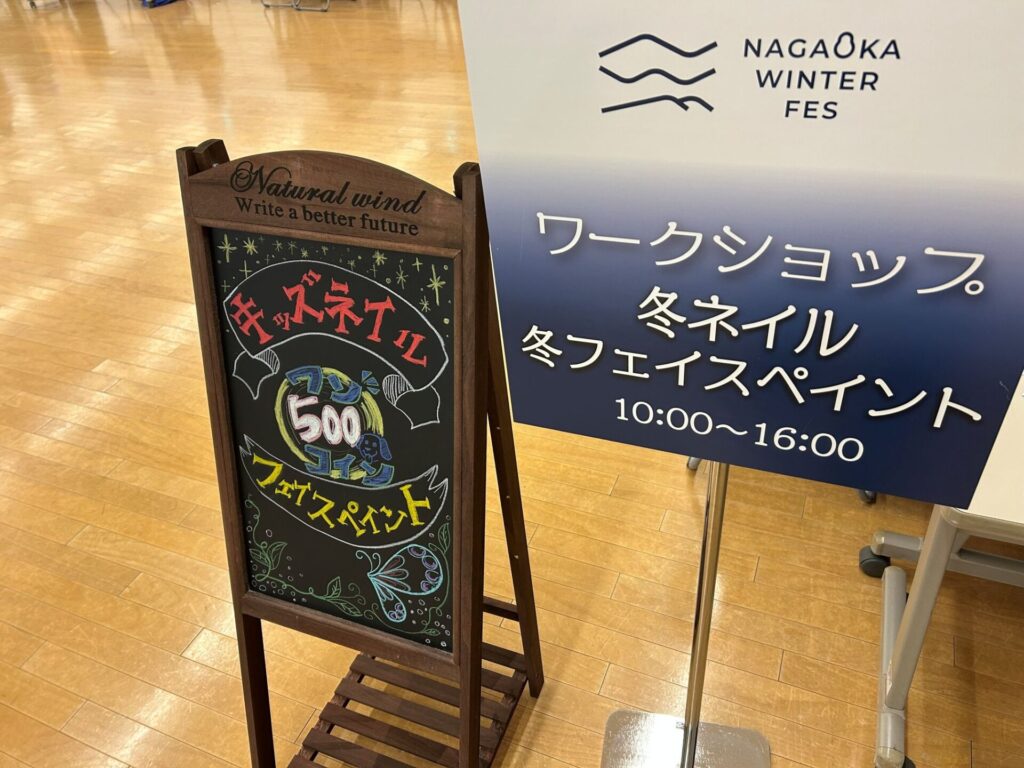 Natural wind
Write a better future
キッズネイル
ワン
500
コイン
フェイスペイント
NAGAOKA
WINTER
FES
ワークショップ
冬ネイル
冬フェイスペイント
10:00～16:00